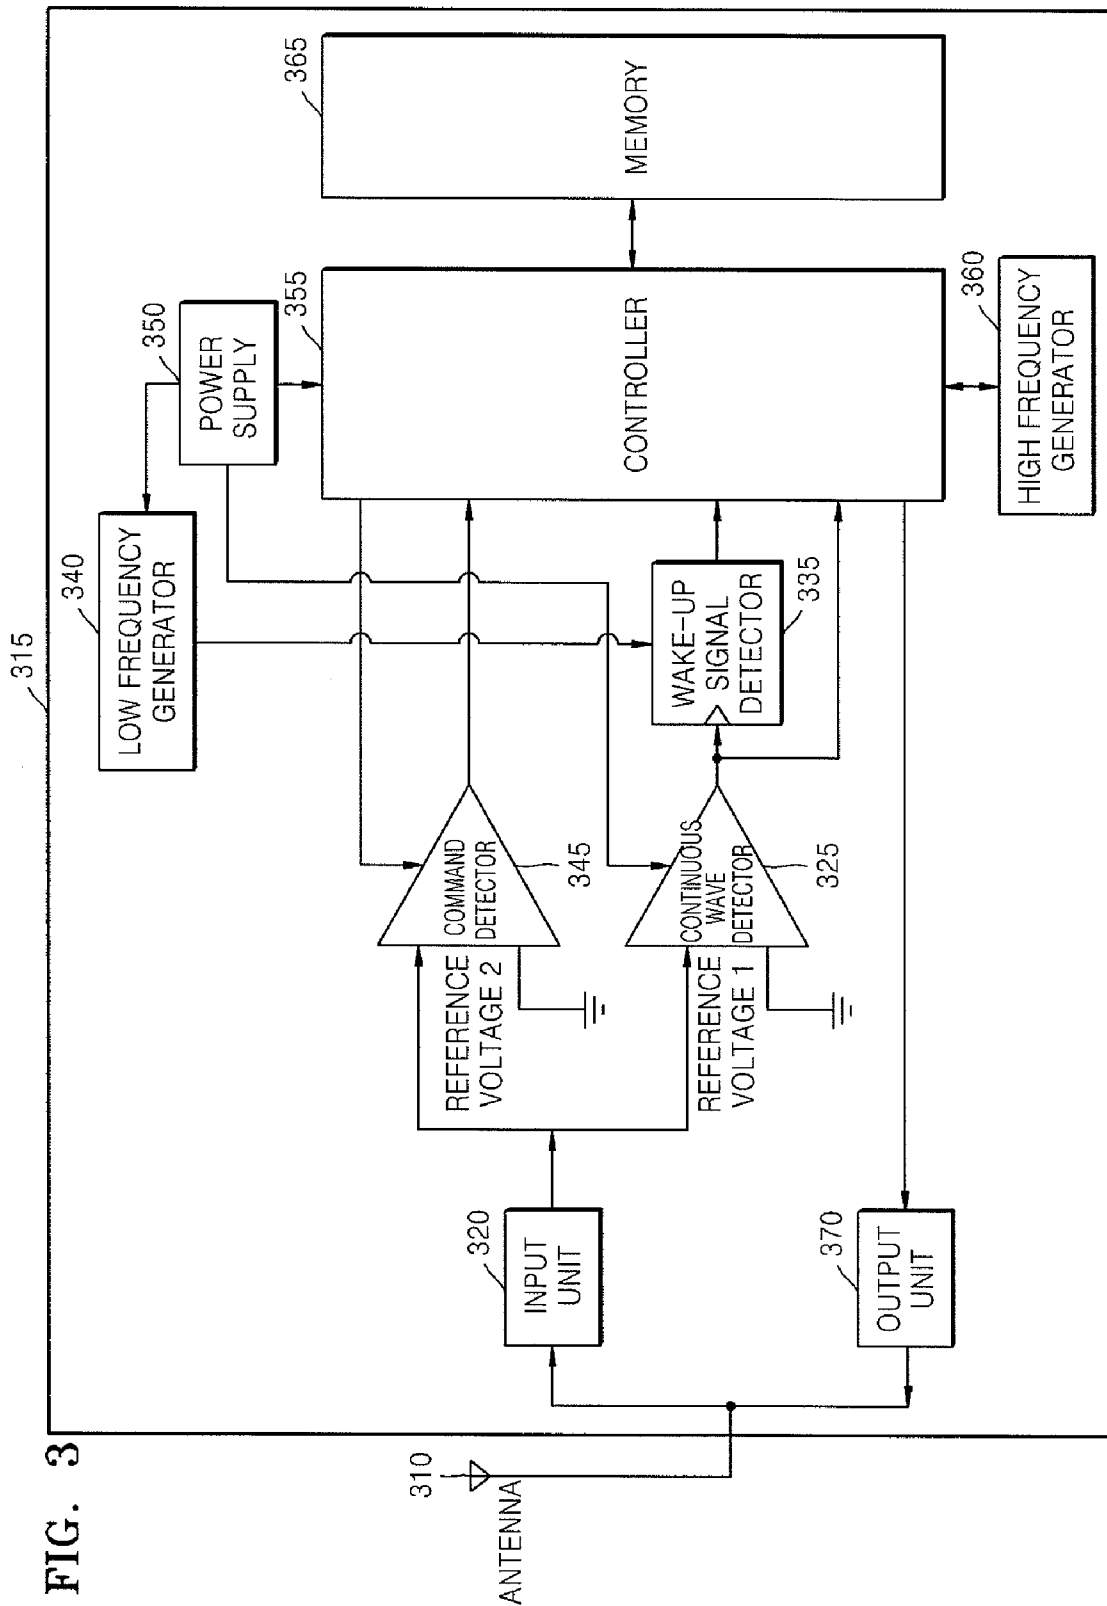 FIG. 3
315
340
LOW FREQUENCY
GENERATOR
350
POWER
SUPPLY
355
CONTROLLER
365
MEMORY
345
COMMAND
DETECTOR
REFERENCE
VOLTAGE 2
335
WAKE-UP
SIGNAL
DETECTOR
325
CONTINUOUS
WAVE
DETECTOR
REFERENCE
VOLTAGE 1
360
HIGH FREQUENCY
GENERATOR
310
ANTENNA
320
INPUT
UNIT
370
OUTPUT
UNIT